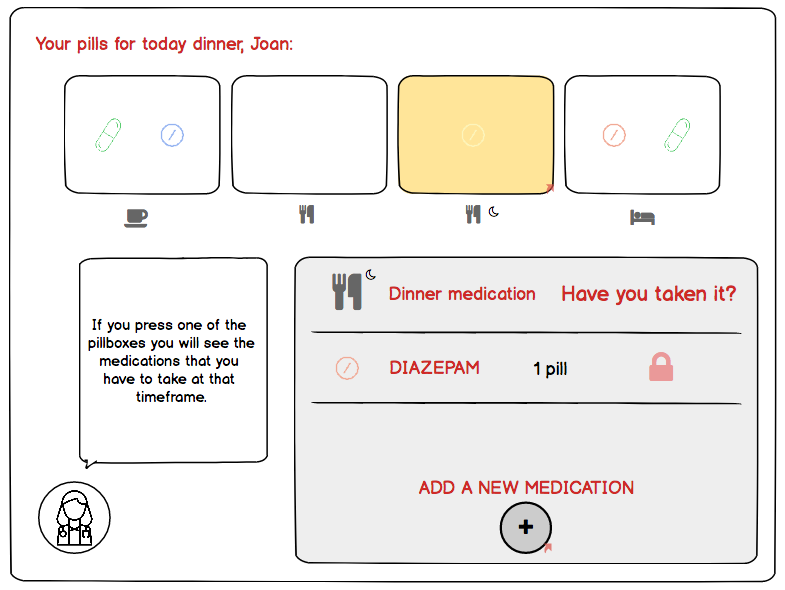 Your pills for today dinner, Joan:
If you press one of the
pillboxes you will see the
medications that you
have to take at that
timeframe.
Dinner medication Have you taken it?
DIAZEPAM 1 pill
ADD A NEW MEDICATION
+